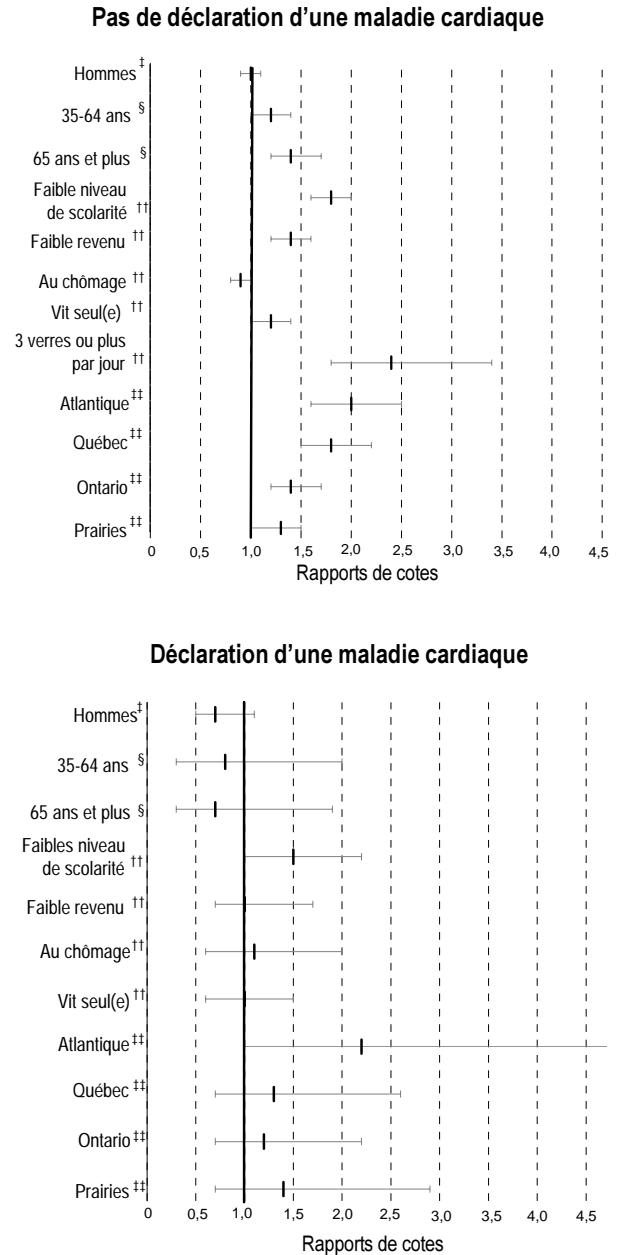 Pas de déclaration d’une maladie cardiaque
Hommes ‡
35-64 ans §
65 ans et plus §
Faible niveau
de scolarité ††
Faible revenu ††
Au chômage ††
Vit seul(e) ††
3 verres ou plus
par jour ††
Atlantique ‡‡
Québec ‡‡
Ontario ‡‡
Prairies ‡‡
0 0,5 1,0 1,5 2,0 2,5 3,0 3,5 4,0 4,5
Rapports de cotes
Déclaration d’une maladie cardiaque
Hommes ‡
35-64 ans §
65 ans et plus §
Faibles niveau
de scolarité ††
Faible revenu ††
Au chômage ††
Vit seul(e) ††
Atlantique ‡‡
Québec ‡‡
Ontario ‡‡
Prairies ‡‡
0 0,5 1,0 1,5 2,0 2,5 3,0 3,5 4,0 4,5
Rapports de cotes